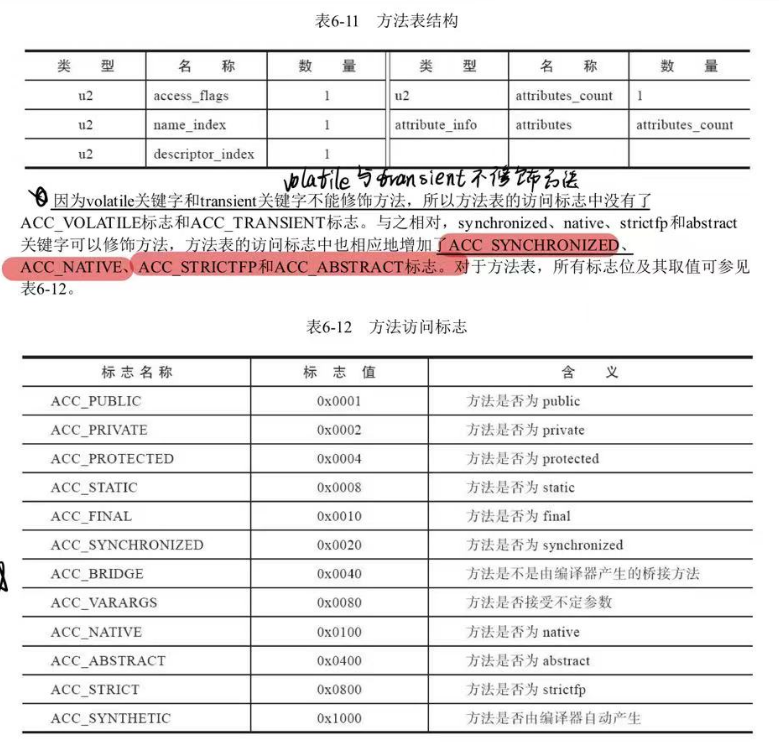 表6-11 方法表结构
类 型 名 称 数 量 类 型 名 称 数 量
u2 access_flags 1 u2 attributes_count 1
u2 name_index 1 attribute_info attributes attributes_count
u2 descriptor_index 1
volatile与transient不修饰方法
因为volatile关键字和transient关键字不能修饰方法，所以方法表的访问标志中没有了
ACC_VOLATILE标志和ACC_TRANSIENT标志。与之相对，synchronized、native、strictfp和abstract
关键字可以修饰方法，方法表的访问标志中也相应地增加了ACC_SYNCHRONIZED、
ACC_NATIVE、ACC_STRICTFP和ACC_ABSTRACT标志。对于方法表，所有标志位及其取值可参见
表6-12。
表6-12 方法访问标志
标志名称 标 志 值 含 义
ACC_PUBLIC 0x0001 方法是否为 public
ACC_PRIVATE 0x0002 方法是否为 private
ACC_PROTECTED 0x0004 方法是否为 protected
ACC_STATIC 0x0008 方法是否为 static
ACC_FINAL 0x0010 方法是否为 final
ACC_SYNCHRONIZED 0x0020 方法是否为 synchronized
ACC_BRIDGE 0x0040 方法是不是由编译器产生的桥接方法
ACC_VARARGS 0x0080 方法是否接受不定参数
ACC_NATIVE 0x0100 方法是否为 native
ACC_ABSTRACT 0x0400 方法是否为 abstract
ACC_STRICT 0x0800 方法是否为 strictfp
ACC_SYNTHETIC 0x1000 方法是否由编译器自动产生